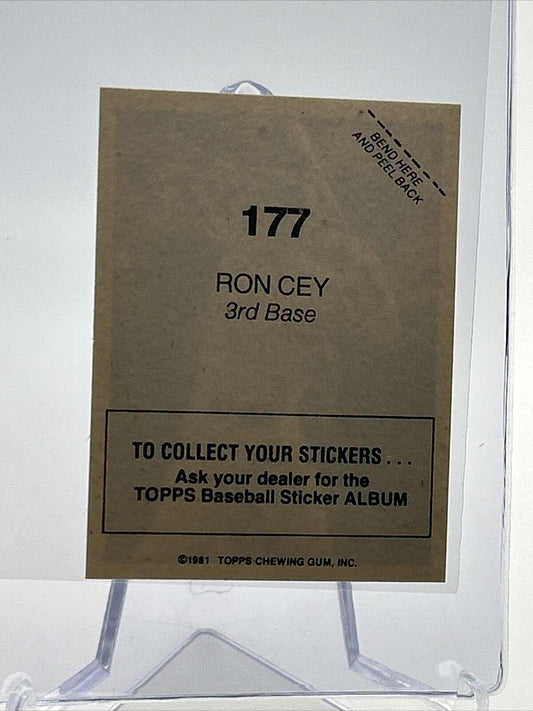 BEND HERE
AND PEEL BACK
177
RON CEY
3rd Base
TO COLLECT YOUR STICKERS...
Ask your dealer for the
TOPPS Baseball Sticker ALBUM
©1981 TOPPS CHEWING GUM, INC.